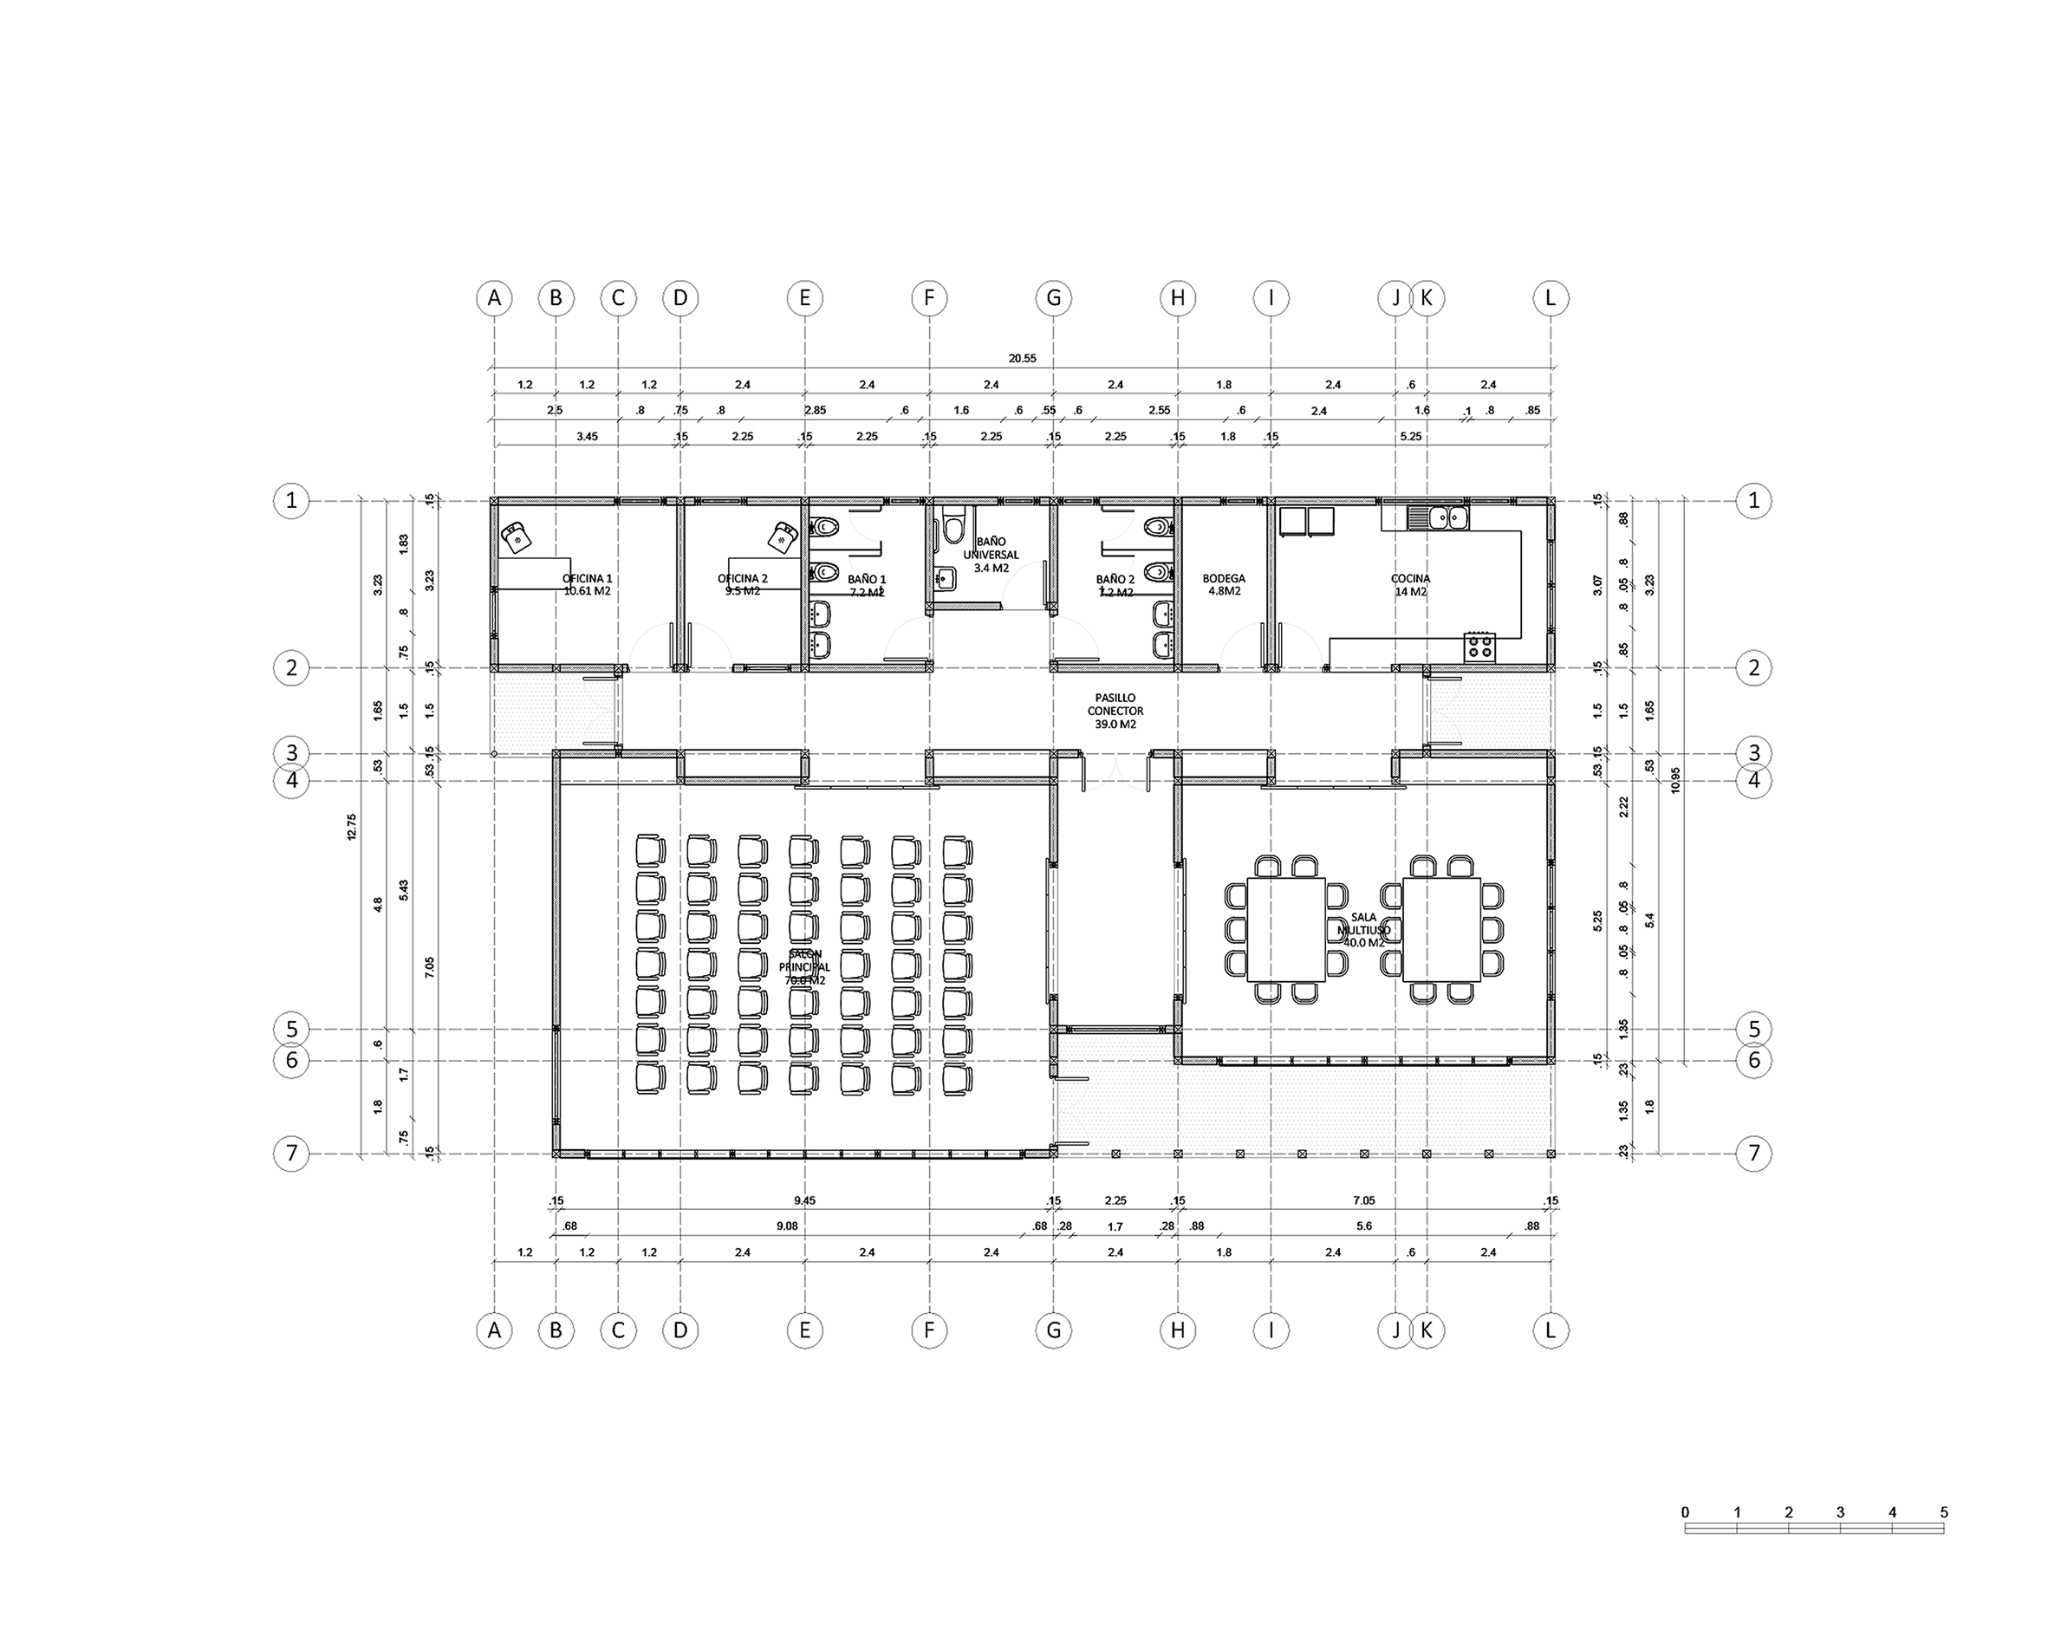 A B C D E F G H I J K L
20.55
1.2 1.2 1.2 2.4 2.4 2.4 2.4 1.8 2.4 .6 2.4
2.5 .8 .75 .8 2.85 .6 1.6 .6 .55 .6 2.55 .6 2.4 1.6 .1 .8 .85
3.45 .15 2.25 .15 2.25 .15 2.25 .15 2.25 .15 1.8 .15 5.25
1 1
2 2
3 3
4 4
5 5
6 6
7 7
12.75
3.23 1.65 .53 4.8 .6 1.8
1.83 .8 .75 1.5 5.43 1.7 .75
.15 3.23 .15 1.5 .15 .53 7.05 .15
OFICINA 1
10.61 M2
OFICINA 2
9.5 M2
BAÑO 1
7.2 M2
BAÑO
UNIVERSAL
3.4 M2
BAÑO 2
7.2 M2
BODEGA
4.8M2
COCINA
14 M2
PASILLO
CONECTOR
39.0 M2
SALON
PRINCIPAL
70.0 M2
SALA
MULTIUSO
40.0 M2
.15 3.07 .15 1.5 .15 .53 5.25 .15
.88 .8 .05 .8 .85 1.5 2.22 .8 .05 .8 .05 .8 1.35 .23 1.35 .23
3.23 1.65 .53 5.4 1.8
10.95
.15 9.45 .15 2.25 .15 7.05 .15
.68 9.08 .68 .28 1.7 .28 .88 5.6 .88
1.2 1.2 1.2 2.4 2.4 2.4 2.4 1.8 2.4 .6 2.4
A B C D E F G H I J K L
0 1 2 3 4 5